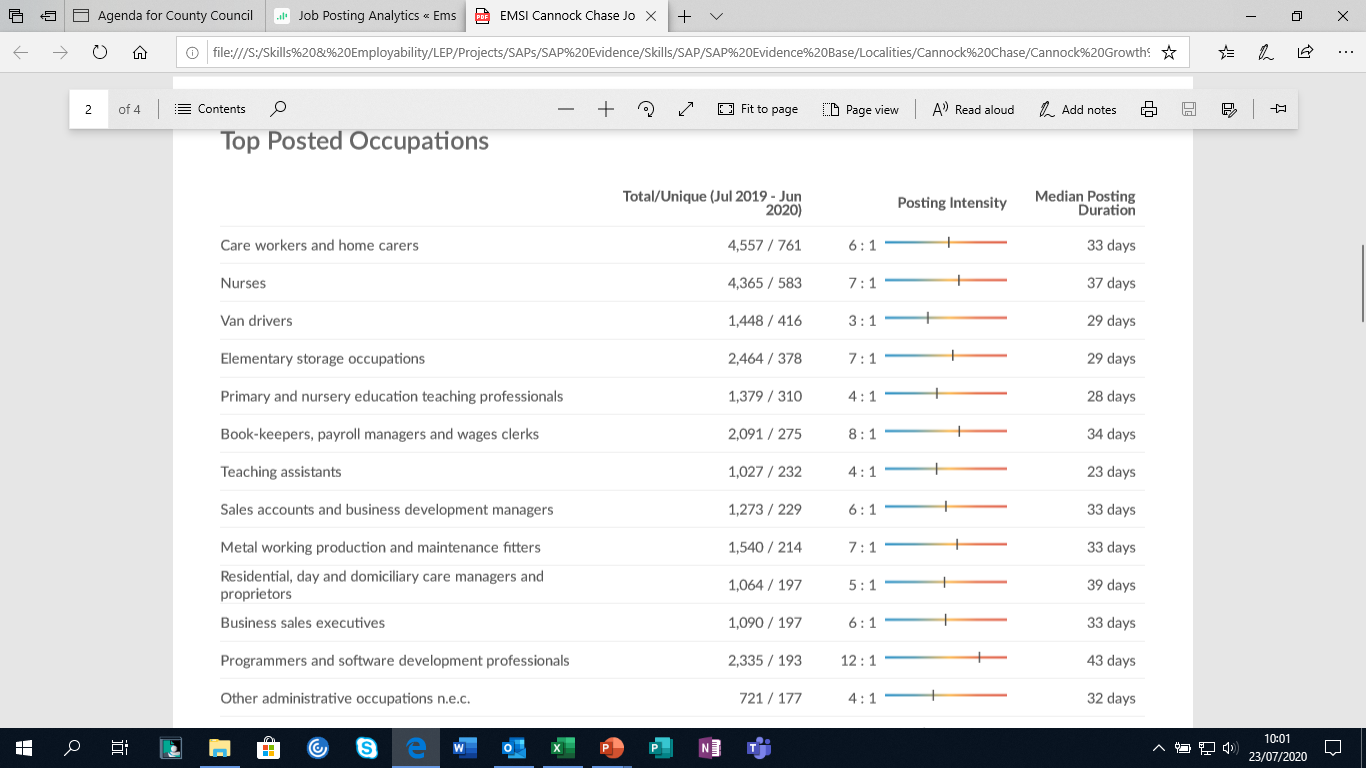 Agenda for County Council
Job Posting Analytics « Ems
EMSI Cannock Chase Jo
file:///S:/Skills%20&%20Employability/LEP/Projects/SAPs/SAP%20Evidence/Skills/SAP/SAP%20Evidence%20Base/Localities/Cannock%20Chase/Cannock%20Growth%
2 of 4 Contents Fit to page Page view Read aloud Add notes
Top Posted Occupations
Total/Unique (Jul 2019 - Jun
2020)
Posting Intensity
Median Posting
Duration
Care workers and home carers 4,557 / 761 6 : 1 33 days
Nurses 4,365 / 583 7 : 1 37 days
Van drivers 1,448 / 416 3 : 1 29 days
Elementary storage occupations 2,464 / 378 7 : 1 29 days
Primary and nursery education teaching professionals 1,379 / 310 4 : 1 28 days
Book-keepers, payroll managers and wages clerks 2,091 / 275 8 : 1 34 days
Teaching assistants 1,027 / 232 4 : 1 23 days
Sales accounts and business development managers 1,273 / 229 6 : 1 33 days
Metal working production and maintenance fitters 1,540 / 214 7 : 1 33 days
Residential, day and domiciliary care managers and
proprietors 1,064 / 197 5 : 1 39 days
Business sales executives 1,090 / 197 6 : 1 33 days
Programmers and software development professionals 2,335 / 193 12 : 1 43 days
Other administrative occupations n.e.c. 721 / 177 4 : 1 32 days
10:01
23/07/2020